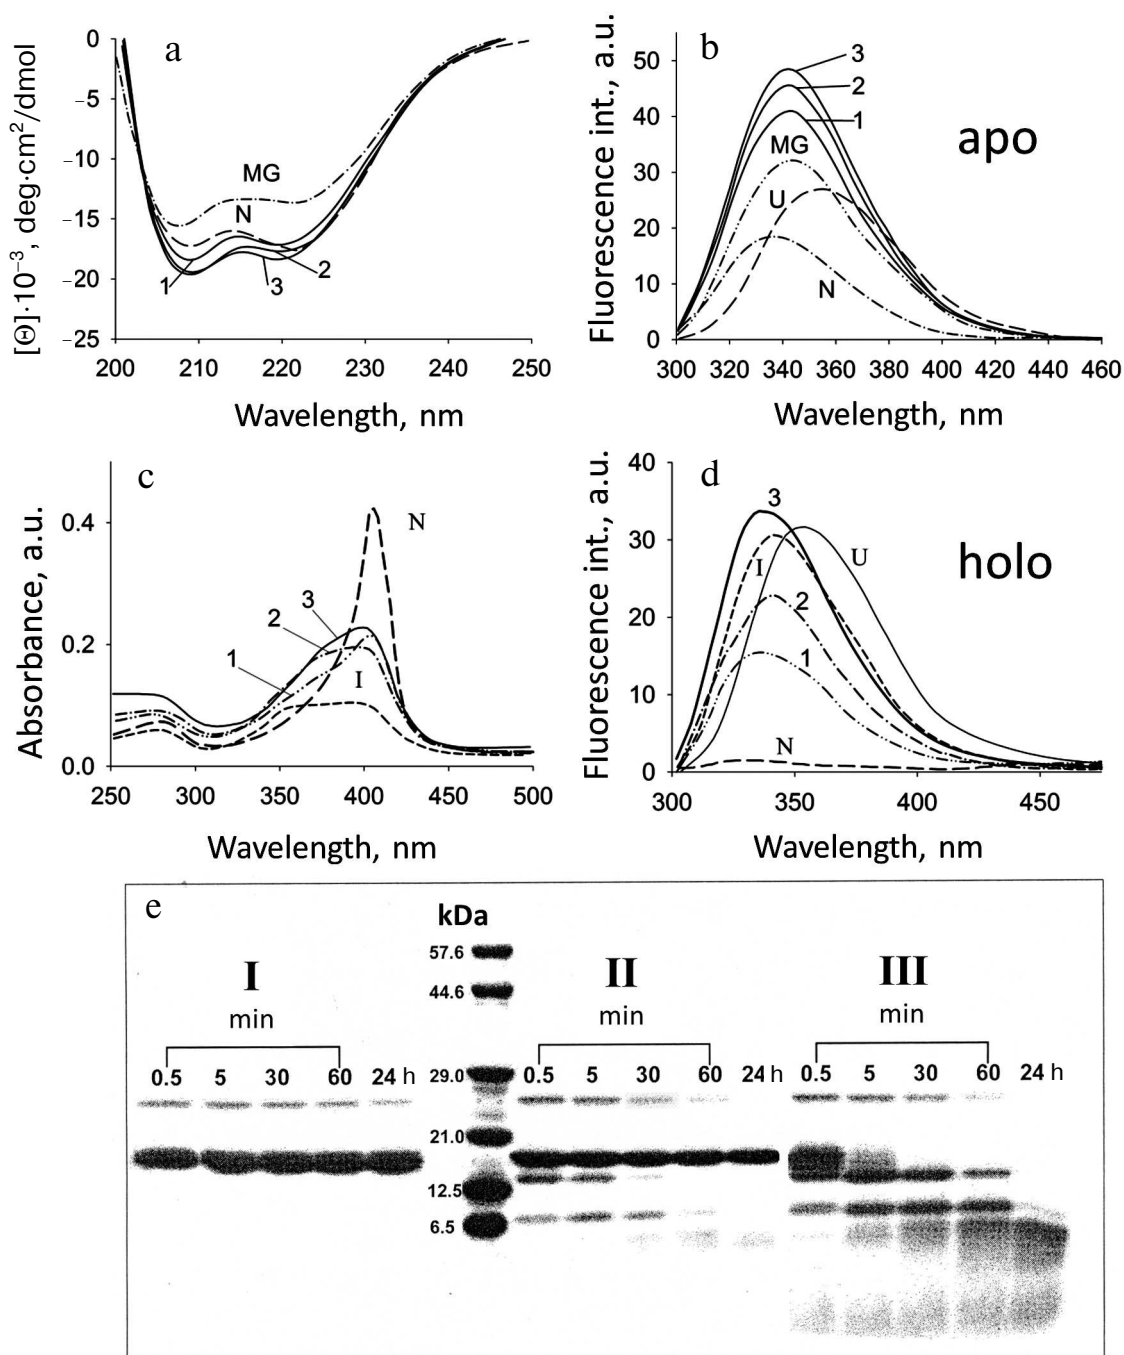 a
[Θ]·10⁻³, deg·cm²/dmol
0
−5
−10
−15
−20
−25
MG
N
1
2
3
200 210 220 230 240 250
Wavelength, nm
b
Fluorescence int., a.u.
50
40
30
20
10
0
3
2
1
MG
U
N
apo
300 320 340 360 380 400 420 440 460
Wavelength, nm
c
Absorbance, a.u.
0.4
0.2
0.0
N
3
2
1
I
250 300 350 400 450 500
Wavelength, nm
d
Fluorescence int., a.u.
40
30
20
10
0
3
U
I
2
1
N
holo
300 350 400 450
Wavelength, nm
e
kDa
57.6
44.6
29.0
21.0
12.5
6.5
I
min
0.5 5 30 60 24 h
II
min
0.5 5 30 60 24 h
III
min
0.5 5 30 60 24 h